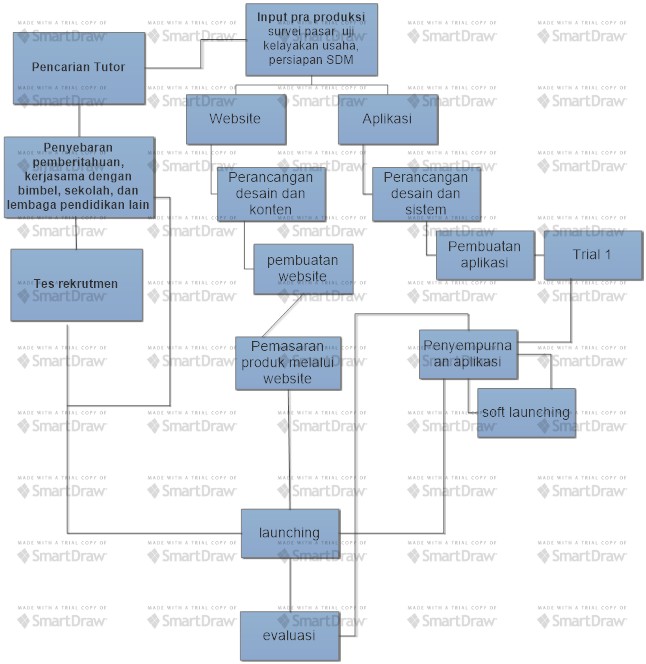 Input pra produksi
survei pasar, uji
kelayakan usaha,
persiapan SDM
Pencarian Tutor
Website
Aplikasi
Penyebaran
pemberitahuan,
kerjasama dengan
bimbel, sekolah, dan
lembaga pendidikan lain
Perancangan
desain dan
konten
Perancangan
desain dan
sistem
Pembuatan
aplikasi
Trial 1
Tes rekrutmen
pembuatan
website
Pemasaran
produk melalui
website
Penyempurna
an aplikasi
soft launching
launching
evaluasi
MADE WITH A TRIAL COPY OF
SmartDraw